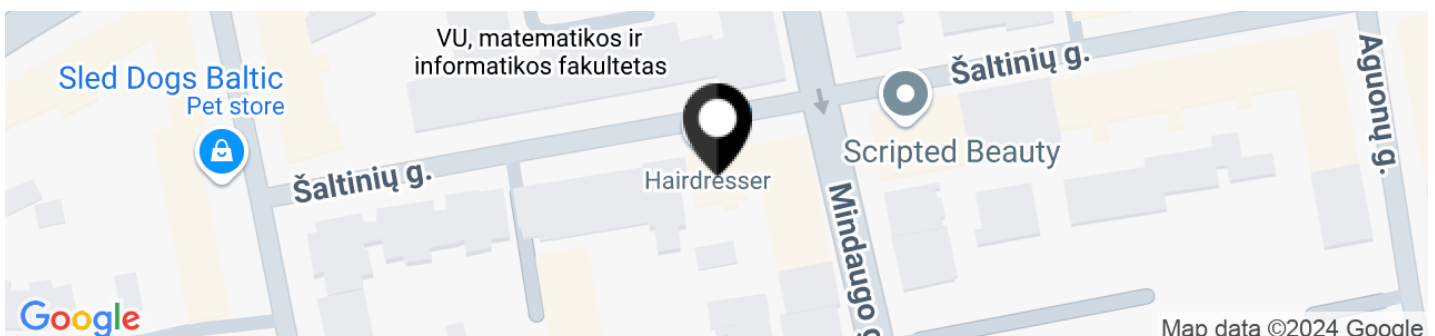 VU, matematikos ir
informatikos fakultetas
Sled Dogs Baltic
Pet store
Šaltinių g.
Aguonų g.
Scripted Beauty
Šaltinių g.
Hairdresser
Mindaugo g
Google
Map data ©2024 Google